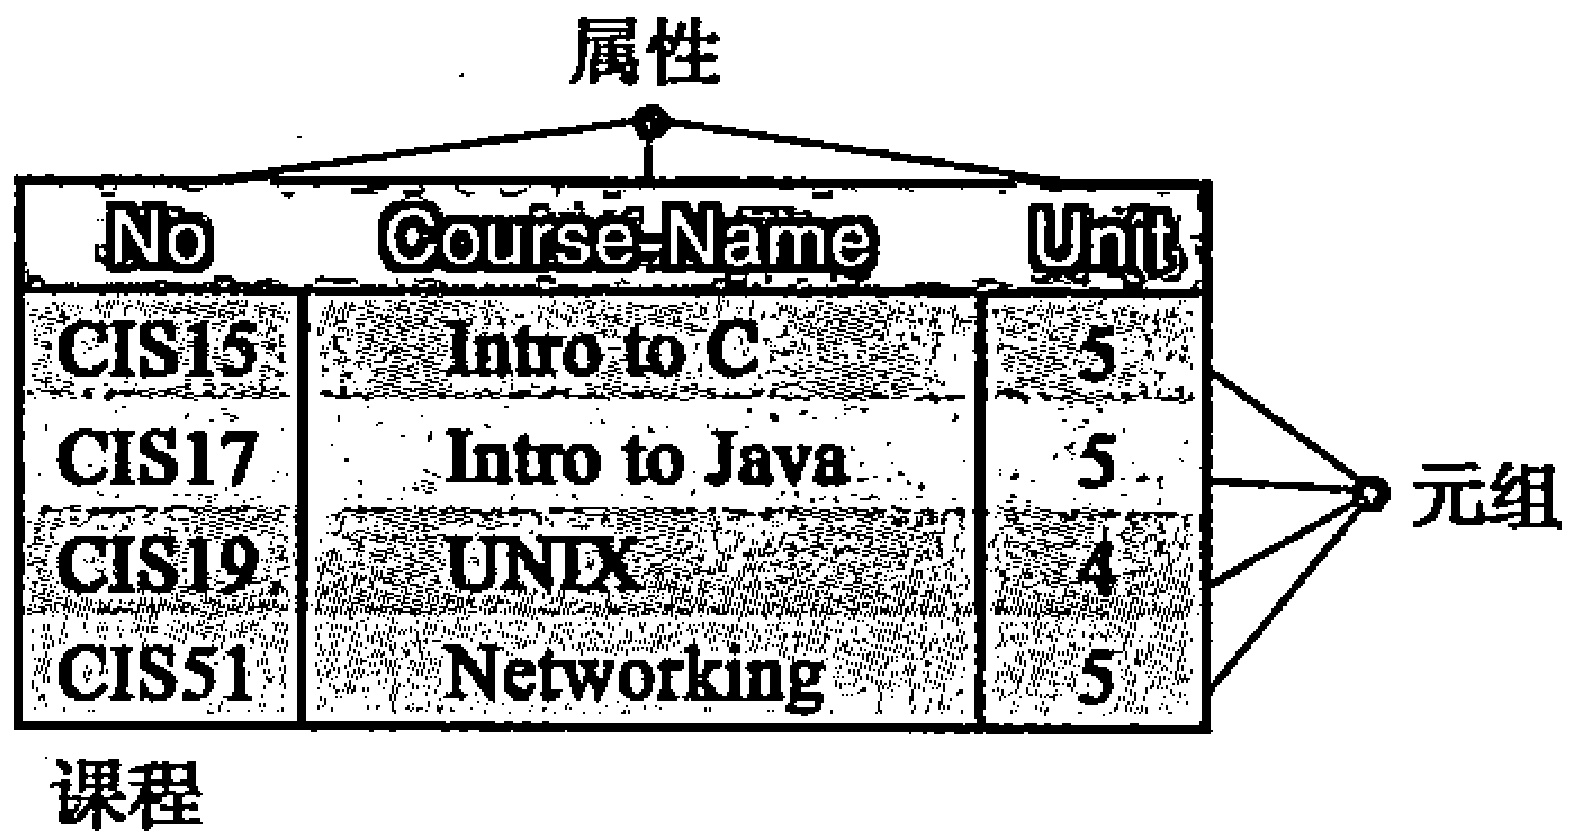 属性
No Course-Name Unit
CIS15 Intro to C 5
CIS17 Intro to Java 5
CIS19 UNIX 4
CIS51 Networking 5
元组
课程